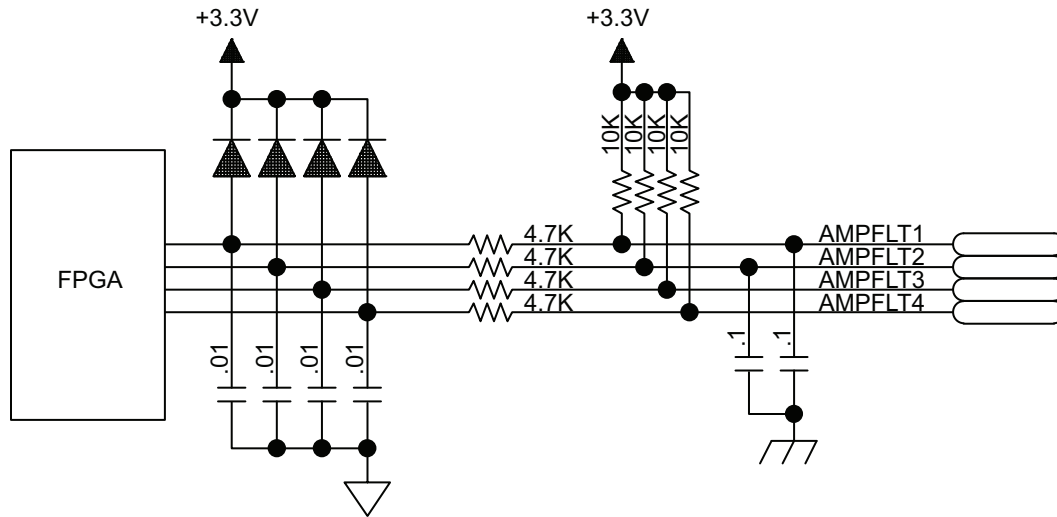 +3.3V
+3.3V
10K
10K
10K
10K
4.7K
AMPFLT1
4.7K
AMPFLT2
FPGA
4.7K
AMPFLT3
4.7K
AMPFLT4
.01
.01
.01
.01
.1
.1